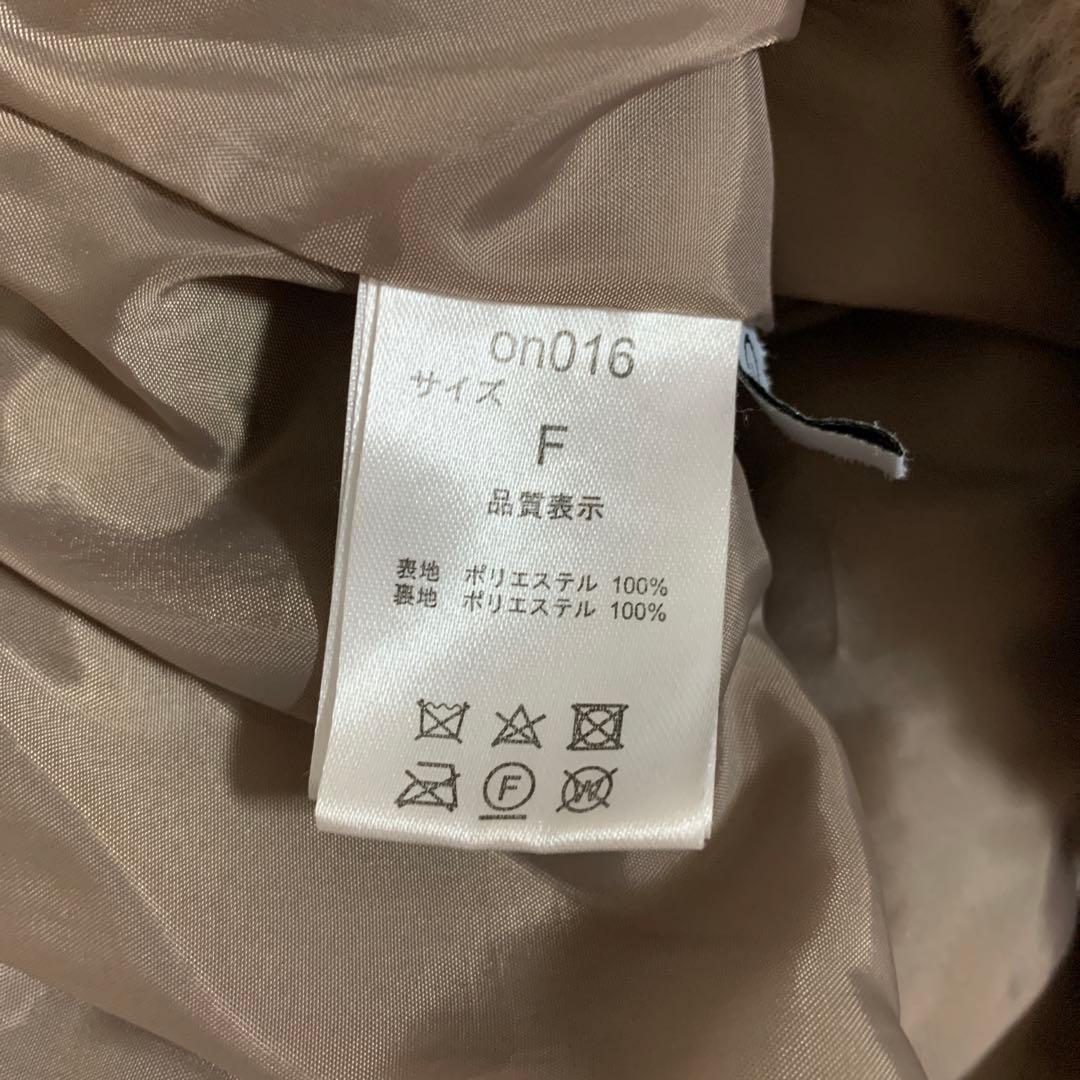 on016
サイズ
F
品質表示
表地 ポリエステル 100%
裏地 ポリエステル 100%
F
W